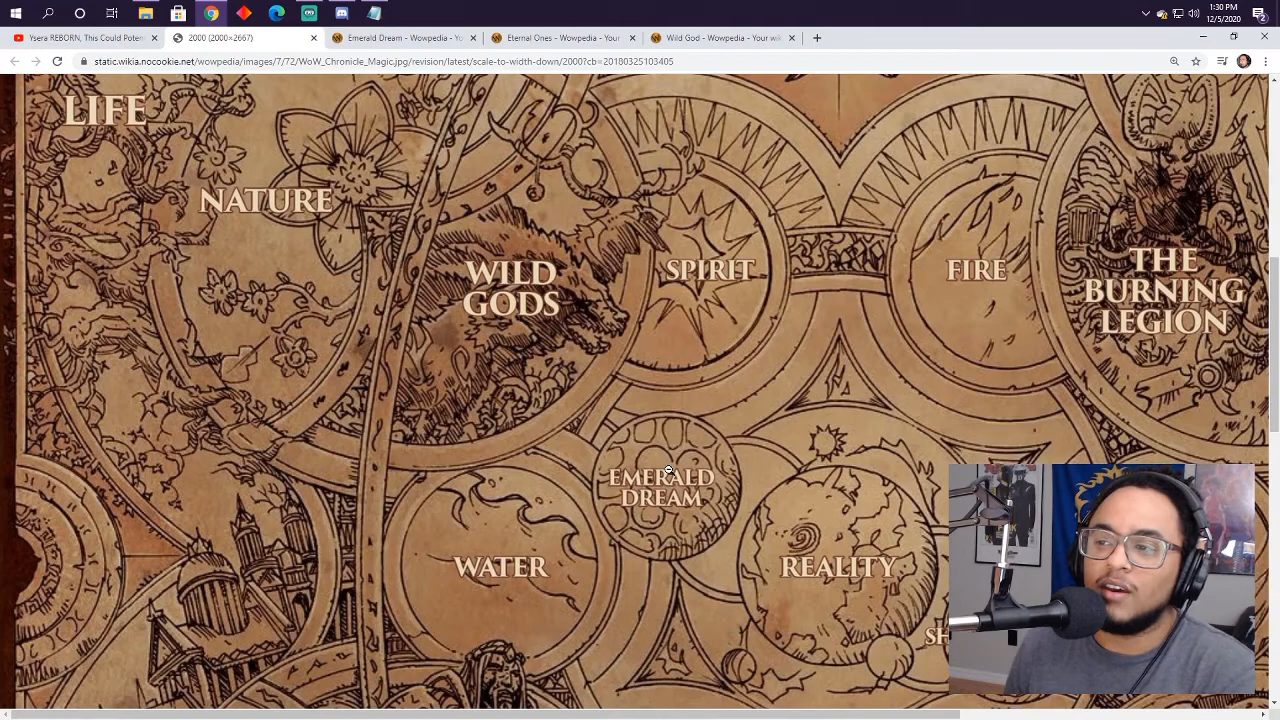 1:30 PM
12/5/2020
2
Ysera REBORN, This Could Poten
2000 (2000×2667)
Emerald Dream - Wowpedia - Yo
Eternal Ones - Wowpedia - Your
Wild God - Wowpedia - Your wik
static.wikia.nocookie.net/wowpedia/images/7/72/WoW_Chronicle_Magic.jpg/revision/latest/scale-to-width-down/2000?cb=20180325103405
LIFE
NATURE
WILD
GODS
SPIRIT
FIRE
THE
BURNING
LEGION
EMERALD
DREAM
WATER
REALITY
SH